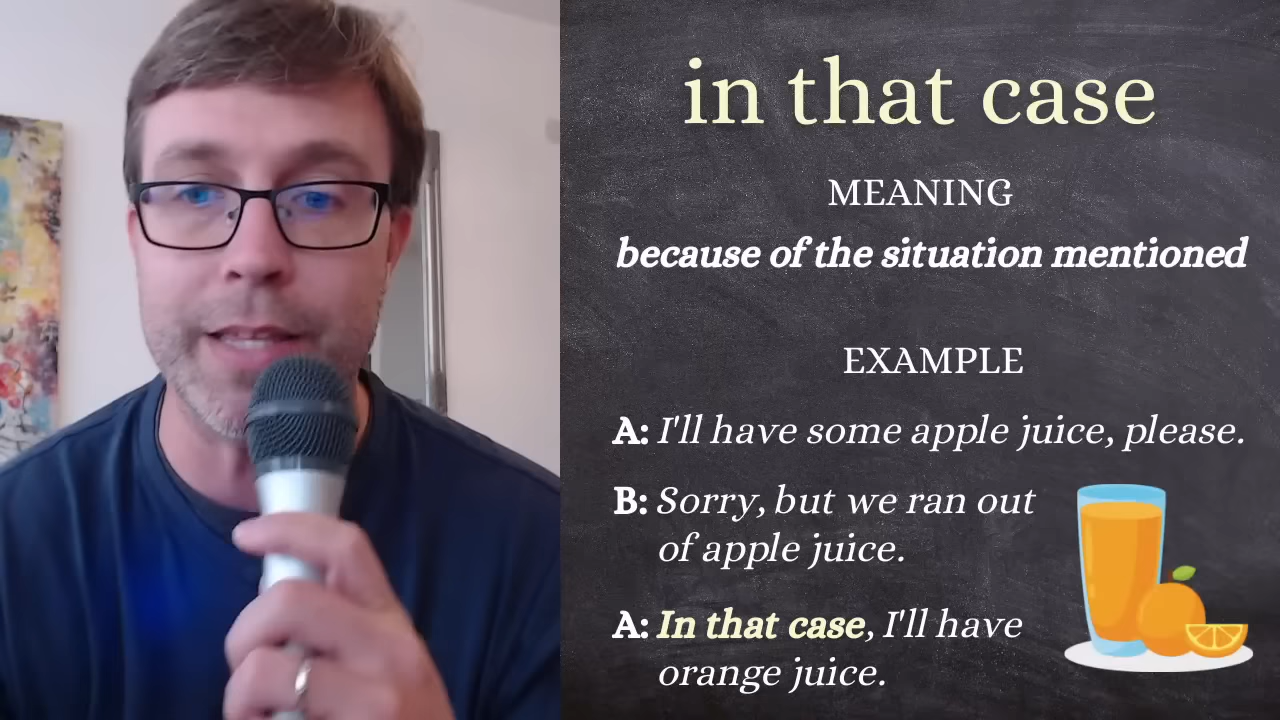 in that case
MEANING
because of the situation mentioned
EXAMPLE
A: I'll have some apple juice, please.
B: Sorry, but we ran out
of apple juice.
A: In that case, I'll have
orange juice.